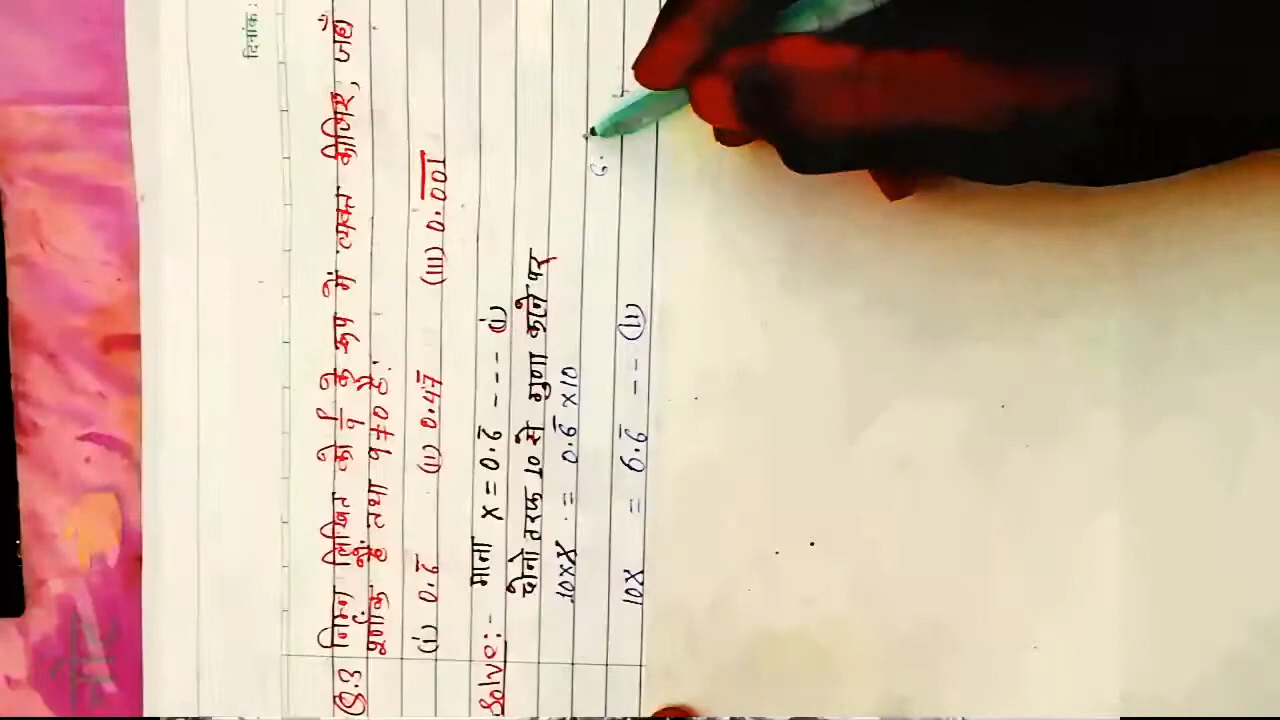 दिनांक:
Q.3 निम्न लिखित को p/q के रूप में व्यक्त कीजिए, जहाँ
पूर्णांक है तथा q≠0 है.
(i) 0.6̅ (ii) 0.47̅ (iii) 0.0̅0̅1̅
Solve:- माना x = 0.6̅ --- (i)
दोनो तरफ 10 से गुणा करने पर
10×X = 0.6̅ ×10
6.
10X = 6.6̅ -- (ii)